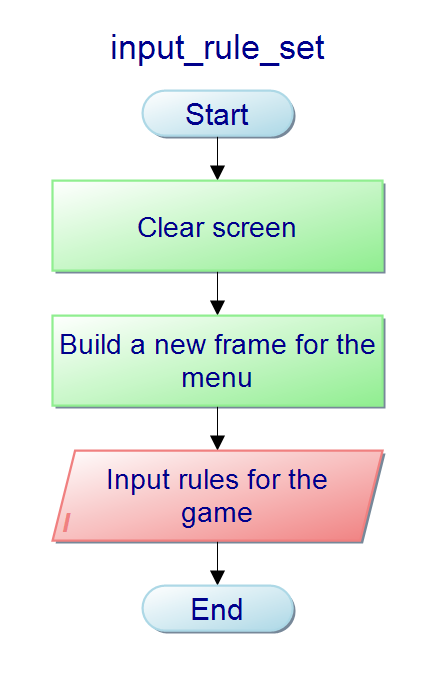 input_rule_set
Start
Clear screen
Build a new frame for the
menu
Input rules for the
game
I
End